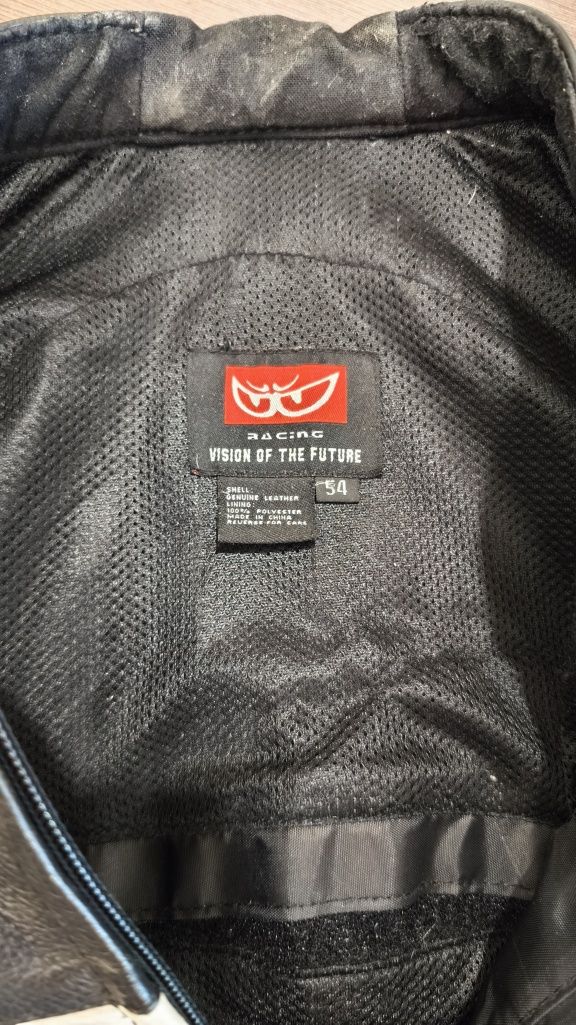 RACING
VISION OF THE FUTURE
54
SHELL:
GENUINE LEATHER
LINING:
100% POLYESTER
MADE IN CHINA
REVERSE FOR CARE